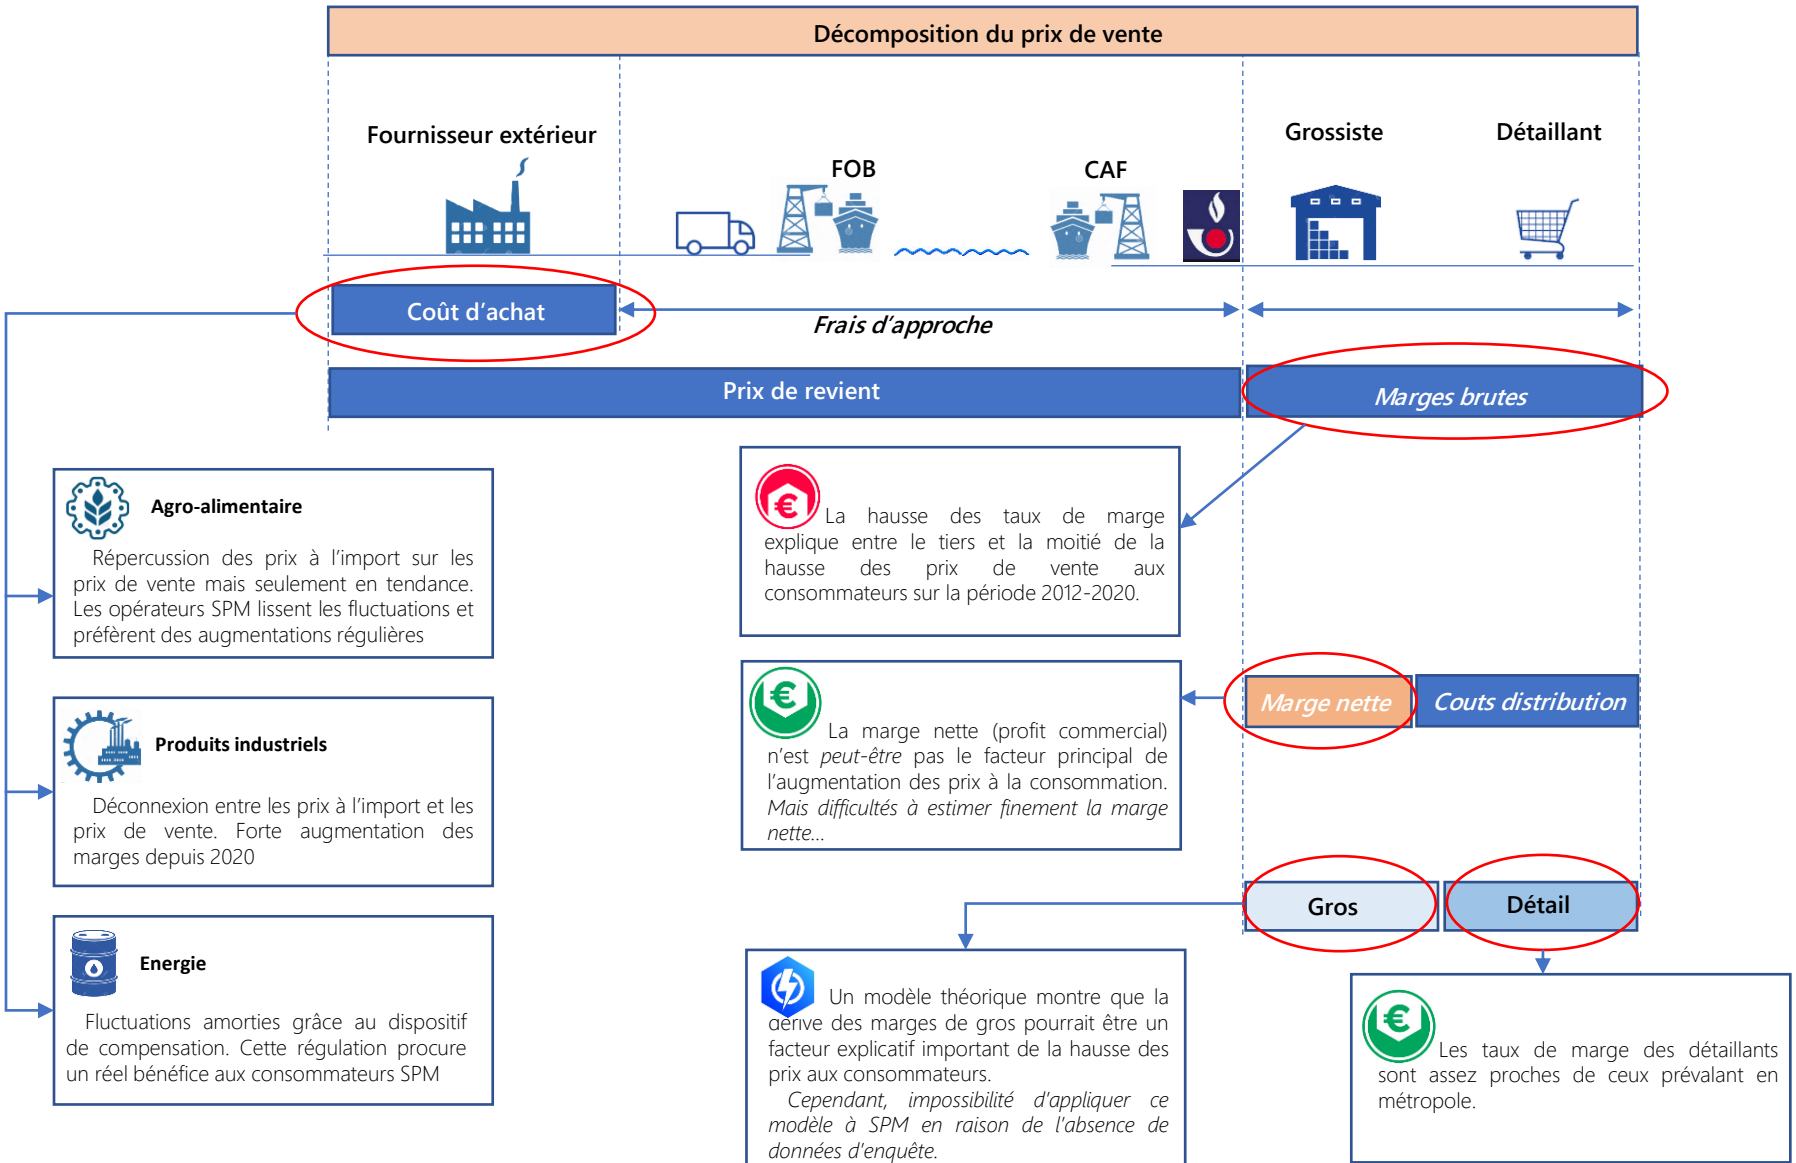 Décomposition du prix de vente
Fournisseur extérieur
FOB
CAF
Grossiste
Détaillant
Coût d'achat
Frais d'approche
Prix de revient
Marges brutes
Agro-alimentaire
Répercussion des prix à l'import sur les
prix de vente mais seulement en tendance.
Les opérateurs SPM lissent les fluctuations et
préfèrent des augmentations régulières
Produits industriels
Déconnexion entre les prix à l'import et les
prix de vente. Forte augmentation des
marges depuis 2020
Energie
Fluctuations amorties grâce au dispositif
de compensation. Cette régulation procure
un réel bénéfice aux consommateurs SPM
€
La hausse des taux de marge
explique entre le tiers et la moitié de la
hausse des prix de vente aux
consommateurs sur la période 2012-2020.
€
La marge nette (profit commercial)
n'est peut-être pas le facteur principal de
l'augmentation des prix à la consommation.
Mais difficultés à estimer finement la marge
nette...
Marge nette
Couts distribution
Gros
Détail
Un modèle théorique montre que la
dérive des marges de gros pourrait être un
facteur explicatif important de la hausse des
prix aux consommateurs.
Cependant, impossibilité d'appliquer ce
modèle à SPM en raison de l'absence de
données d'enquête.
€
Les taux de marge des détaillants
sont assez proches de ceux prévalant en
métropole.